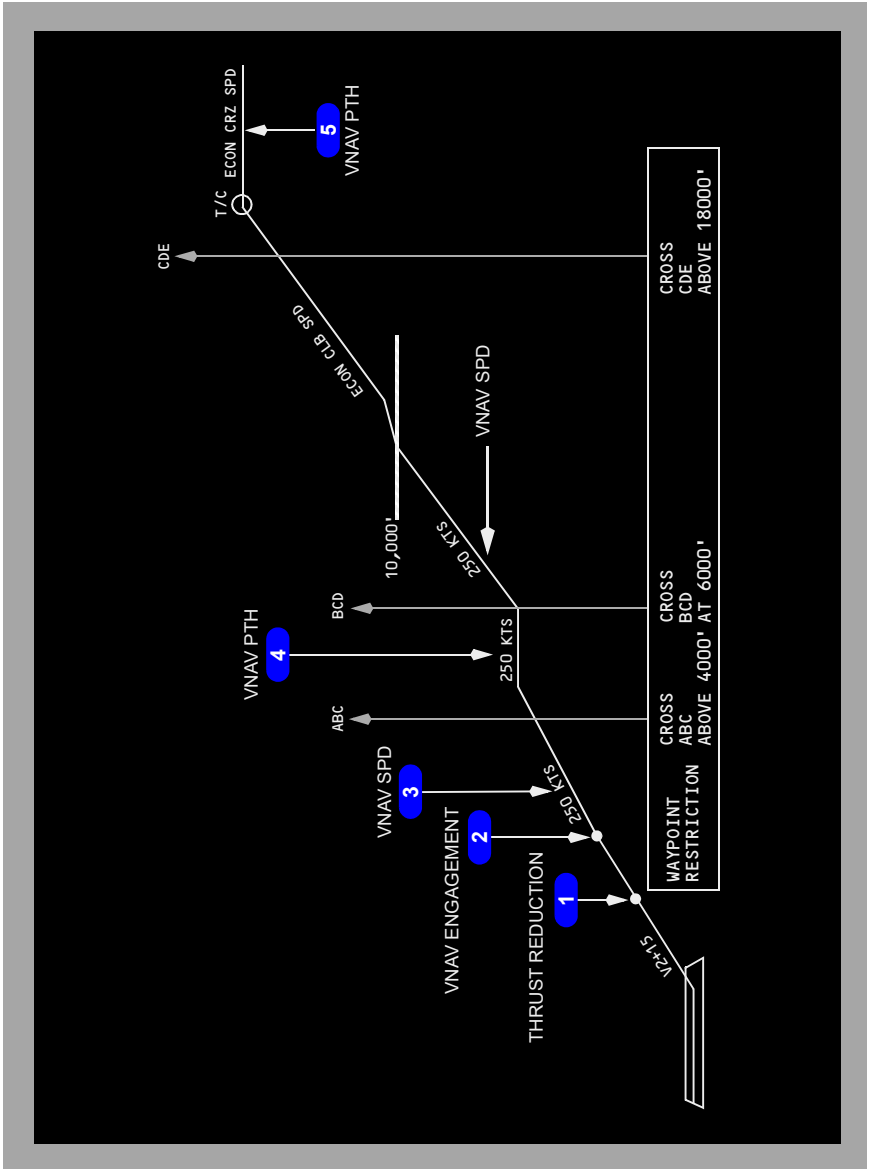 T/C
ECON CRZ SPD
5
VNAV PTH
CDE
ECON CLB SPD
10,000'
250 KTS
VNAV SPD
BCD
VNAV PTH
4
250 KTS
ABC
VNAV SPD
3
250 KTS
VNAV ENGAGEMENT
2
THRUST REDUCTION
1
V2+15
WAYPOINT
RESTRICTION
CROSS
ABC
ABOVE 4000'
CROSS
BCD
AT 6000'
CROSS
CDE
ABOVE 18000'